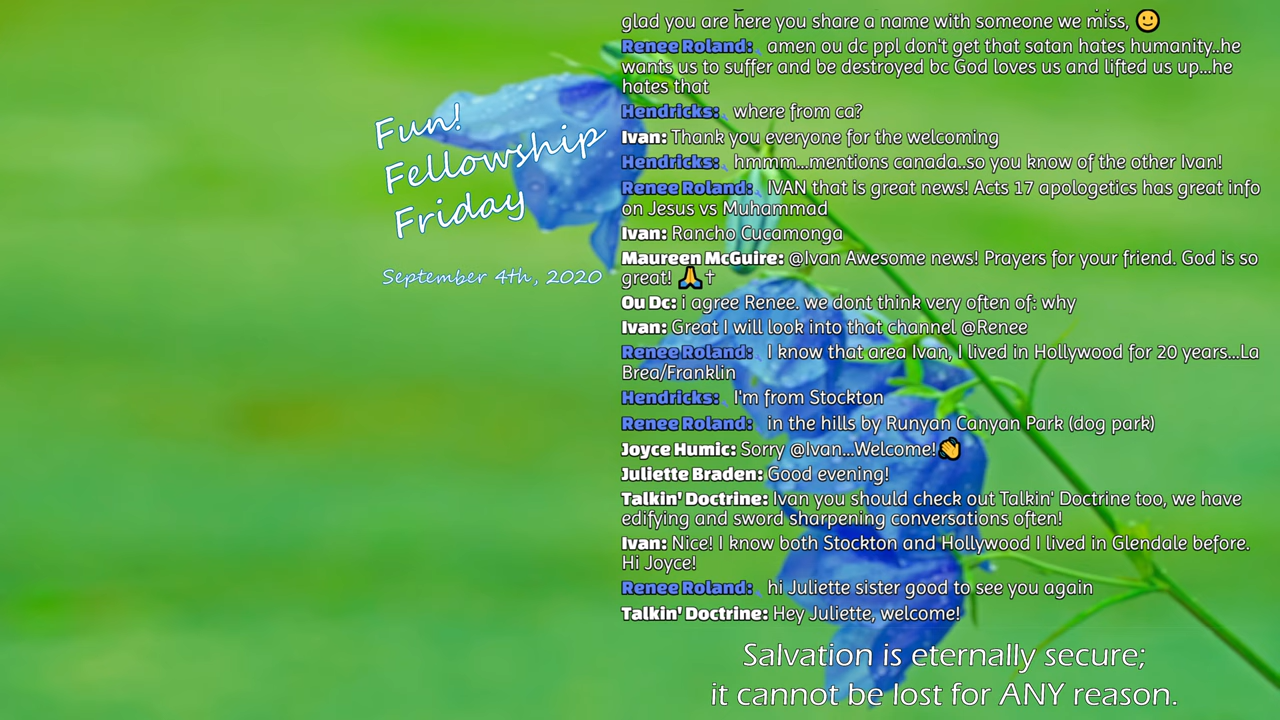 Fun!
Fellowship
Friday
September 4th, 2020
glad you are here you share a name with someone we miss, 🙂
Renee Roland: amen ou dc ppl don't get that satan hates humanity..he
wants us to suffer and be destroyed bc God loves us and lifted us up...he
hates that
Hendricks: where from ca?
Ivan: Thank you everyone for the welcoming
Hendricks: hmmm...mentions canada..so you know of the other Ivan!
Renee Roland: IVAN that is great news! Acts 17 apologetics has great info
on Jesus vs Muhammad
Ivan: Rancho Cucamonga
Maureen McGuire: @Ivan Awesome news! Prayers for your friend. God is so
great! 🙏✝
Ou Dc: i agree Renee. we dont think very often of: why
Ivan: Great I will look into that channel @Renee
Renee Roland: I know that area Ivan, I lived in Hollywood for 20 years...La
Brea/Franklin
Hendricks: I'm from Stockton
Renee Roland: in the hills by Runyan Canyan Park (dog park)
Joyce Humic: Sorry @Ivan...Welcome!👋
Juliette Braden: Good evening!
Talkin' Doctrine: Ivan you should check out Talkin' Doctrine too, we have
edifying and sword sharpening conversations often!
Ivan: Nice! I know both Stockton and Hollywood I lived in Glendale before.
Hi Joyce!
Renee Roland: hi Juliette sister good to see you again
Talkin' Doctrine: Hey Juliette, welcome!
Salvation is eternally secure;
it cannot be lost for ANY reason.